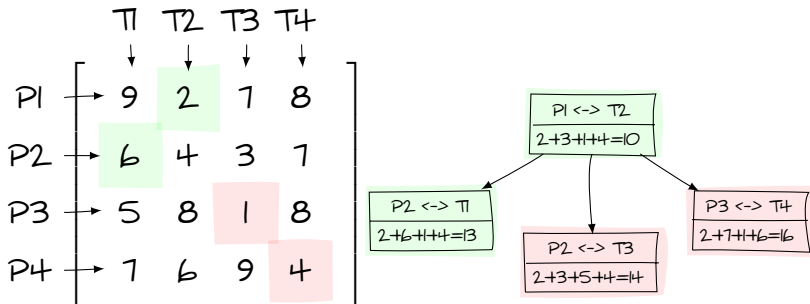 T1 T2 T3 T4
P1 9 2 7 8
P2 6 4 3 7
P3 5 8 1 8
P4 7 6 9 4
P1 <-> T2
2+3+1+4=10
P2 <-> T1
2+6+1+4=13
P2 <-> T3
2+3+5+4=14
P3 <-> T4
2+7+1+6=16